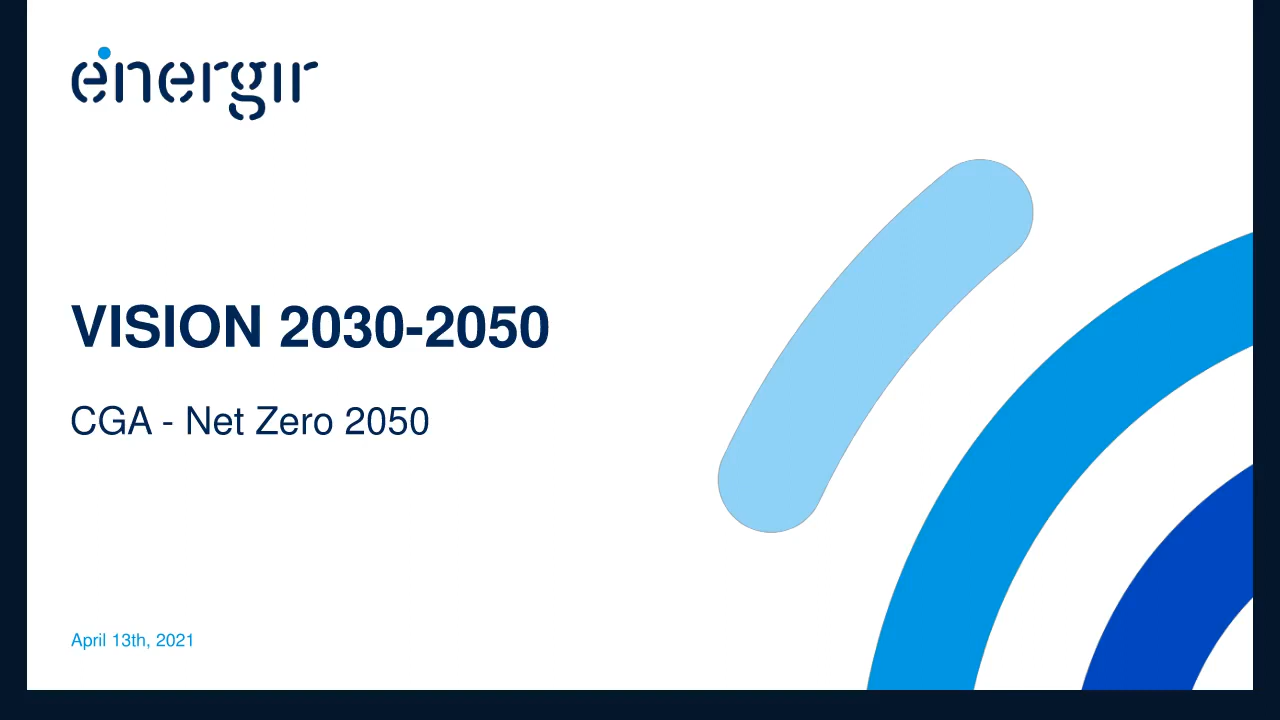 énergir
VISION 2030-2050
CGA - Net Zero 2050
April 13th, 2021